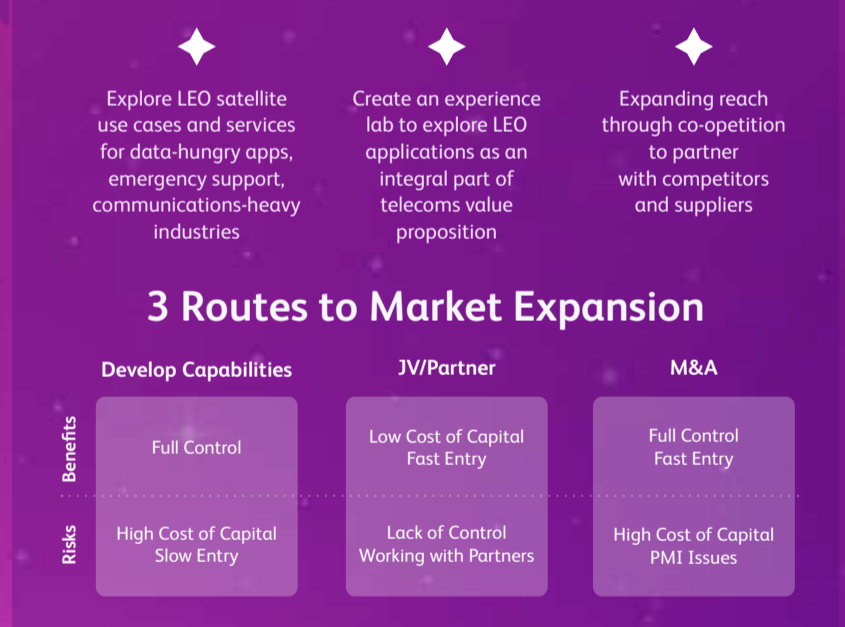 Explore LEO satellite
use cases and services
for data-hungry apps,
emergency support,
communications-heavy
industries
Create an experience
lab to explore LEO
applications as an
integral part of
telecoms value
proposition
Expanding reach
through co-opetition
to partner
with competitors
and suppliers
3 Routes to Market Expansion
Develop Capabilities
JV/Partner
M&A
Benefits
Full Control
Low Cost of Capital
Fast Entry
Full Control
Fast Entry
Risks
High Cost of Capital
Slow Entry
Lack of Control
Working with Partners
High Cost of Capital
PMI Issues